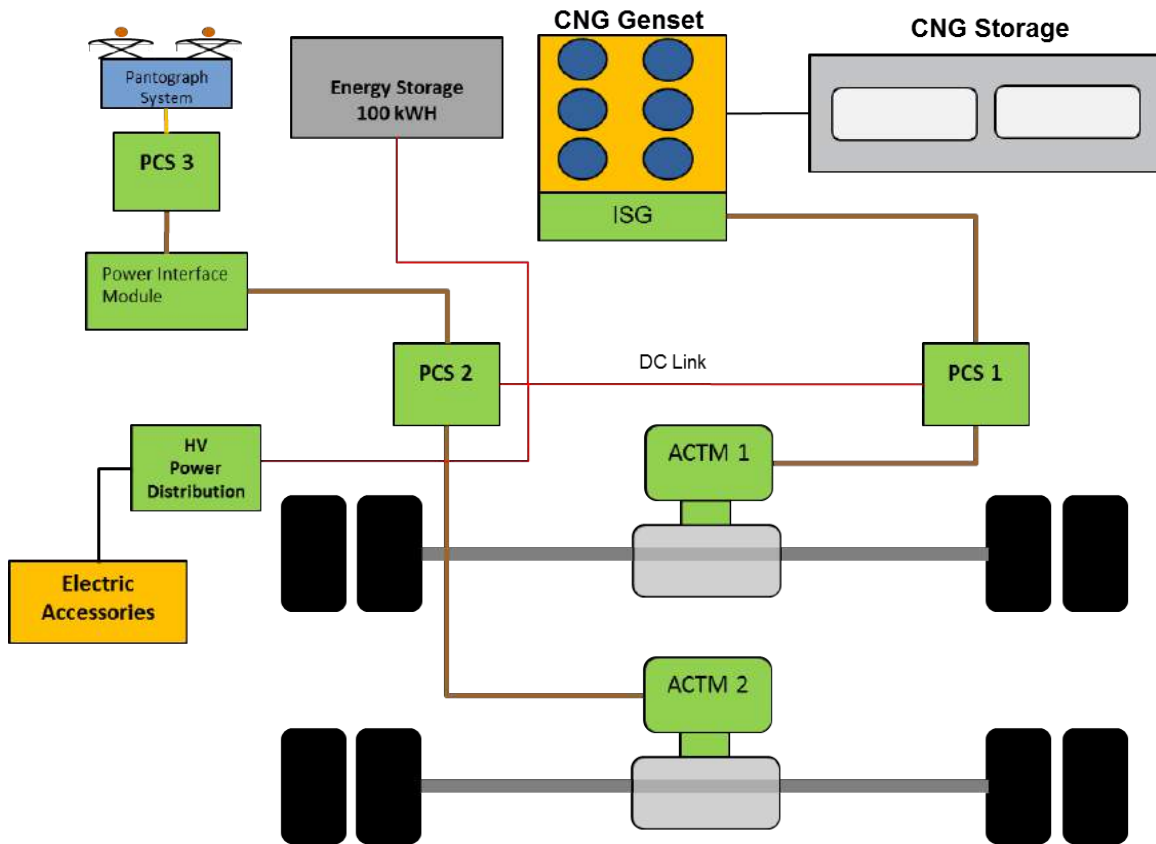 CNG Genset
CNG Storage
Pantograph
System
Energy Storage
100 kWH
PCS 3
ISG
Power Interface
Module
PCS 2
DC Link
PCS 1
HV
Power
Distribution
ACTM 1
Electric
Accessories
ACTM 2